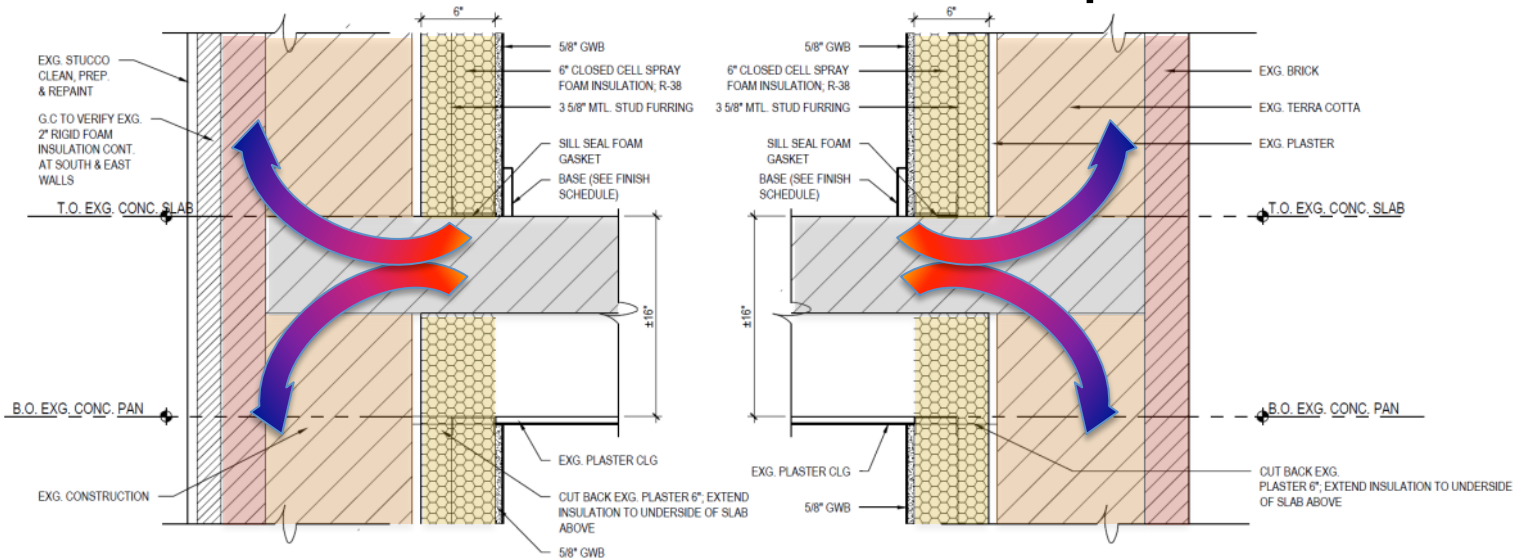 6"
EXG. STUCCO
CLEAN, PREP.
& REPAINT
G.C TO VERIFY EXG.
2" RIGID FOAM
INSULATION CONT.
AT SOUTH & EAST
WALLS
T.O. EXG. CONC. SLAB
B.O. EXG. CONC. PAN
EXG. CONSTRUCTION
5/8" GWB
6" CLOSED CELL SPRAY
FOAM INSULATION; R-38
3 5/8" MTL. STUD FURRING
SILL SEAL FOAM
GASKET
BASE (SEE FINISH
SCHEDULE)
±16"
EXG. PLASTER CLG
CUT BACK EXG. PLASTER 6"; EXTEND
INSULATION TO UNDERSIDE OF SLAB
ABOVE
5/8" GWB
6"
5/8" GWB
6" CLOSED CELL SPRAY
FOAM INSULATION; R-38
3 5/8" MTL. STUD FURRING
SILL SEAL FOAM
GASKET
BASE (SEE FINISH
SCHEDULE)
±16"
EXG. PLASTER CLG
5/8" GWB
EXG. BRICK
EXG. TERRA COTTA
EXG. PLASTER
T.O. EXG. CONC. SLAB
B.O. EXG. CONC. PAN
CUT BACK EXG.
PLASTER 6"; EXTEND INSULATION TO UNDERSIDE
OF SLAB ABOVE